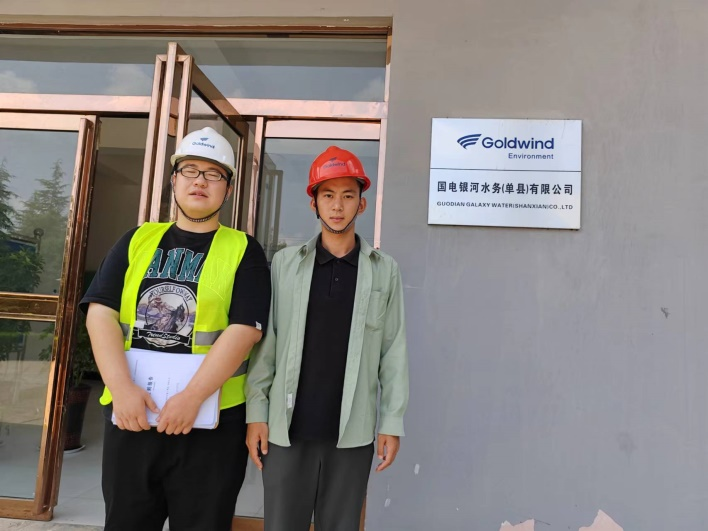 Goldwind
Environment
国电银河水务(单县)有限公司
GUODIAN GALAXY WATER(SHANXIAN)CO.,LTD
Goldwind